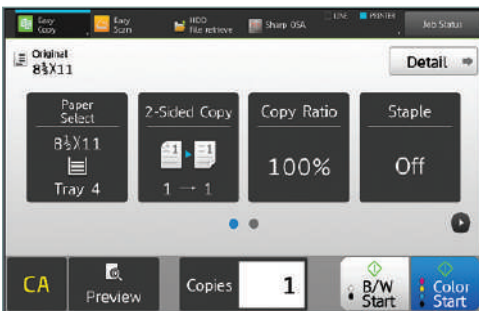 Easy Copy
Easy Scan
HDD File retrieve
Sharp OSA
LINE
PRINTER
Job Status
Original
8½X11
Detail
Paper Select
8½X11
Tray 4
2-Sided Copy
1 → 1
Copy Ratio
100%
Staple
Off
CA
Preview
Copies
1
B/W Start
Color Start